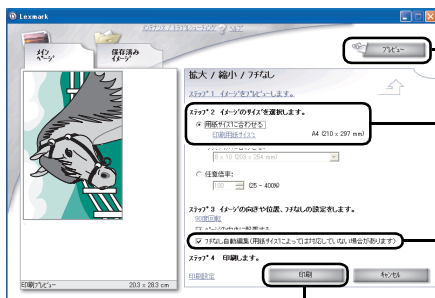 Lexmark
メイン
ページ
保存済み
イメージ
プレビュー
拡大 / 縮小 / フチなし
ステップ 1 イメージをプレビューします。
ステップ 2 イメージのサイズを選択します。
用紙サイズに合わせる
印刷用紙サイズ: A4 (210 x 297 mm)
8 x 10 (203 x 254 mm)
任意倍率:
100 (25 - 400%)
ステップ 3 イメージの向きや位置、フチなしの設定をします。
90度回転
フチなし自動編集(用紙サイズによっては対応していない場合があります)
ステップ 4 印刷します。
印刷プレビュー 20.3 x 28.3 cm
印刷設定 印刷 キャンセル